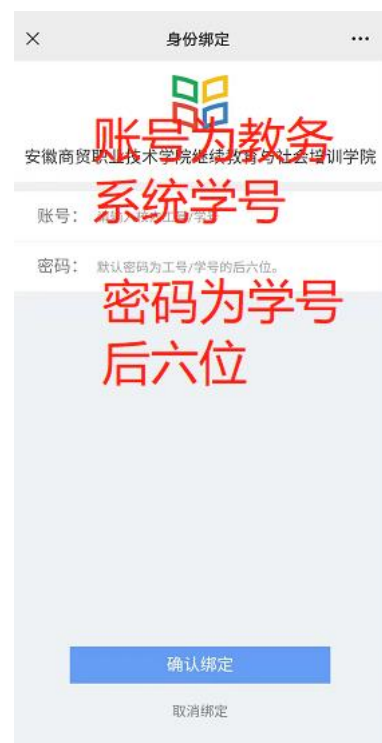 身份绑定
安徽商贸职业技术学院继续教育与社会培训学院
账号为教务
系统学号
账号：
密码： 默认密码为工号/学号的后六位。
密码为学号
后六位
确认绑定
取消绑定